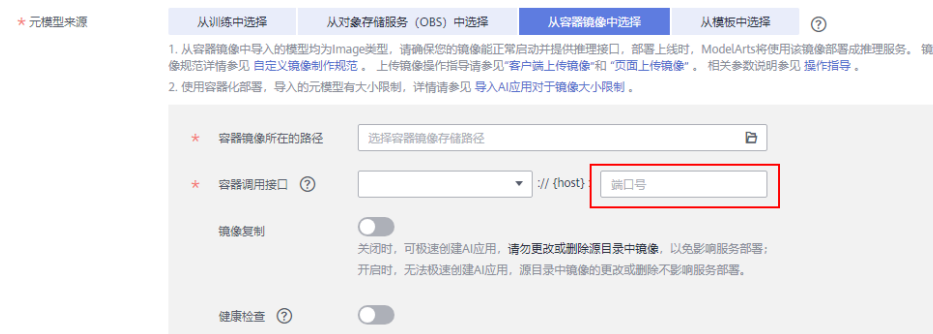 * 元模型来源
从训练中选择 从对象存储服务（OBS）中选择 从容器镜像中选择 从模板中选择 ?
1. 从容器镜像中导入的模型均为Image类型，请确保您的镜像能正常启动并提供推理接口，部署上线时，ModelArts将使用该镜像部署成推理服务。 镜
像规范详情参见 自定义镜像制作规范 。 上传镜像操作指导请参见"客户端上传镜像"和 "页面上传镜像" 。 相关参数说明参见 操作指导 。
2. 使用容器化部署，导入的元模型有大小限制，详情请参见 导入AI应用对于镜像大小限制 。
* 容器镜像所在的路径 选择容器镜像存储路径
* 容器调用接口 ? :// {host} : 端口号
镜像复制
关闭时，可极速创建AI应用，请勿更改或删除源目录中镜像，以免影响服务部署；
开启时，无法极速创建AI应用，源目录中镜像的更改或删除不影响服务部署。
健康检查 ?